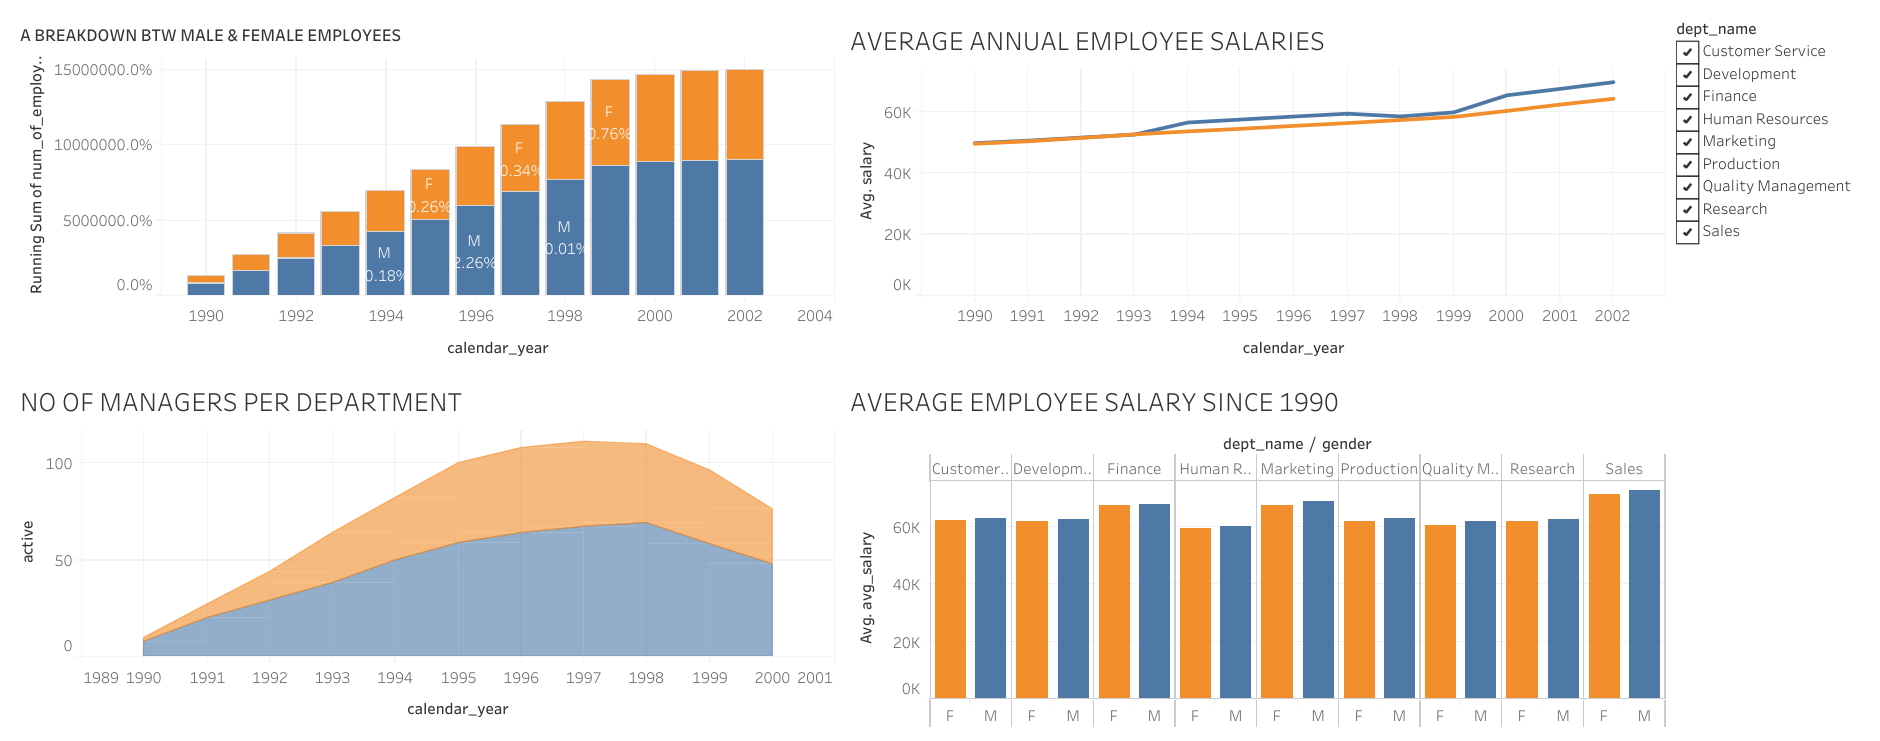 A BREAKDOWN BTW MALE & FEMALE EMPLOYEES
Running Sum of num_of_employ..
15000000.0%
10000000.0%
5000000.0%
0.0%
F
0.76%
F
0.34%
F
0.26%
M
0.18%
M
2.26%
M
0.01%
1990 1992 1994 1996 1998 2000 2002 2004
calendar_year
AVERAGE ANNUAL EMPLOYEE SALARIES
Avg. salary
60K
40K
20K
0K
1990 1991 1992 1993 1994 1995 1996 1997 1998 1999 2000 2001 2002
calendar_year
dept_name
Customer Service
Development
Finance
Human Resources
Marketing
Production
Quality Management
Research
Sales
NO OF MANAGERS PER DEPARTMENT
active
100
50
0
1989 1990 1991 1992 1993 1994 1995 1996 1997 1998 1999 2000 2001
calendar_year
AVERAGE EMPLOYEE SALARY SINCE 1990
dept_name / gender
Customer.. Developm.. Finance Human R.. Marketing Production Quality M.. Research Sales
Avg. avg_salary
60K
40K
20K
0K
F M F M F M F M F M F M F M F M F M